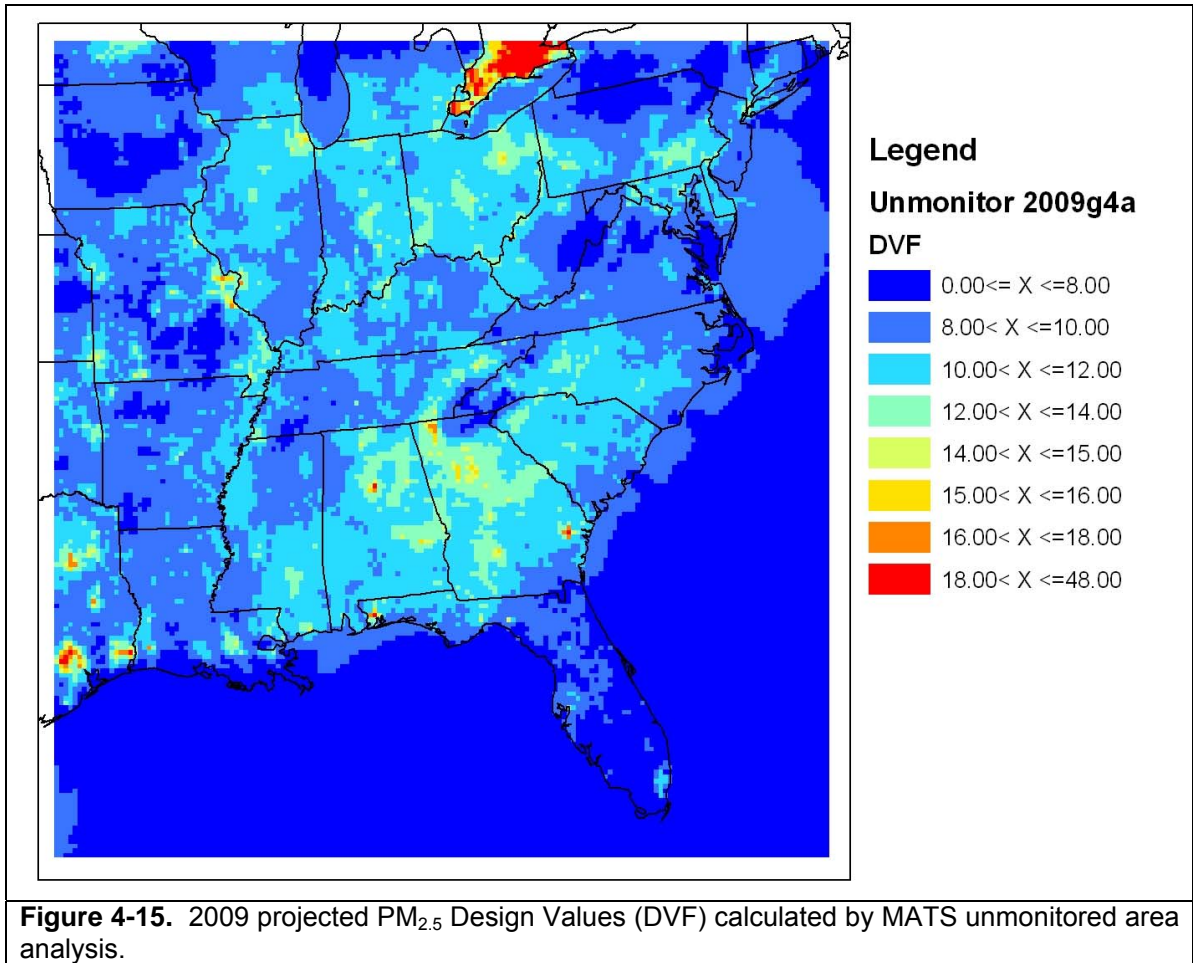 Legend
Unmonitor 2009g4a
DVF
0.00<= X <=8.00
8.00< X <=10.00
10.00< X <=12.00
12.00< X <=14.00
14.00< X <=15.00
15.00< X <=16.00
16.00< X <=18.00
18.00< X <=48.00
Figure 4-15. 2009 projected PM2.5 Design Values (DVF) calculated by MATS unmonitored area
analysis.